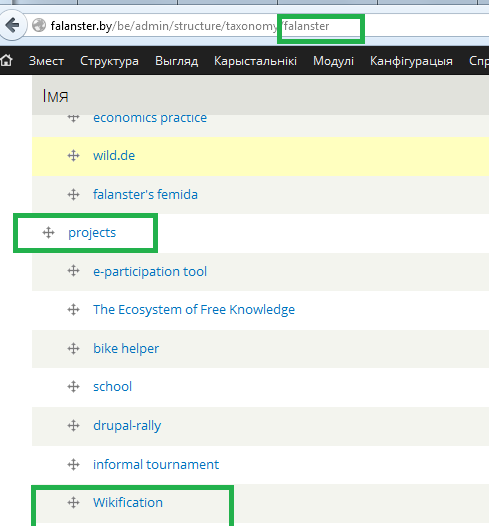 falanster.by/be/admin/structure/taxonomy/falanster
Змест Структура Выгляд Карыстальнікі Модулі Канфігурацыя Спр
Імя
economics practice
wild.de
falanster's femida
projects
e-participation tool
The Ecosystem of Free Knowledge
bike helper
school
drupal-rally
informal tournament
Wikification